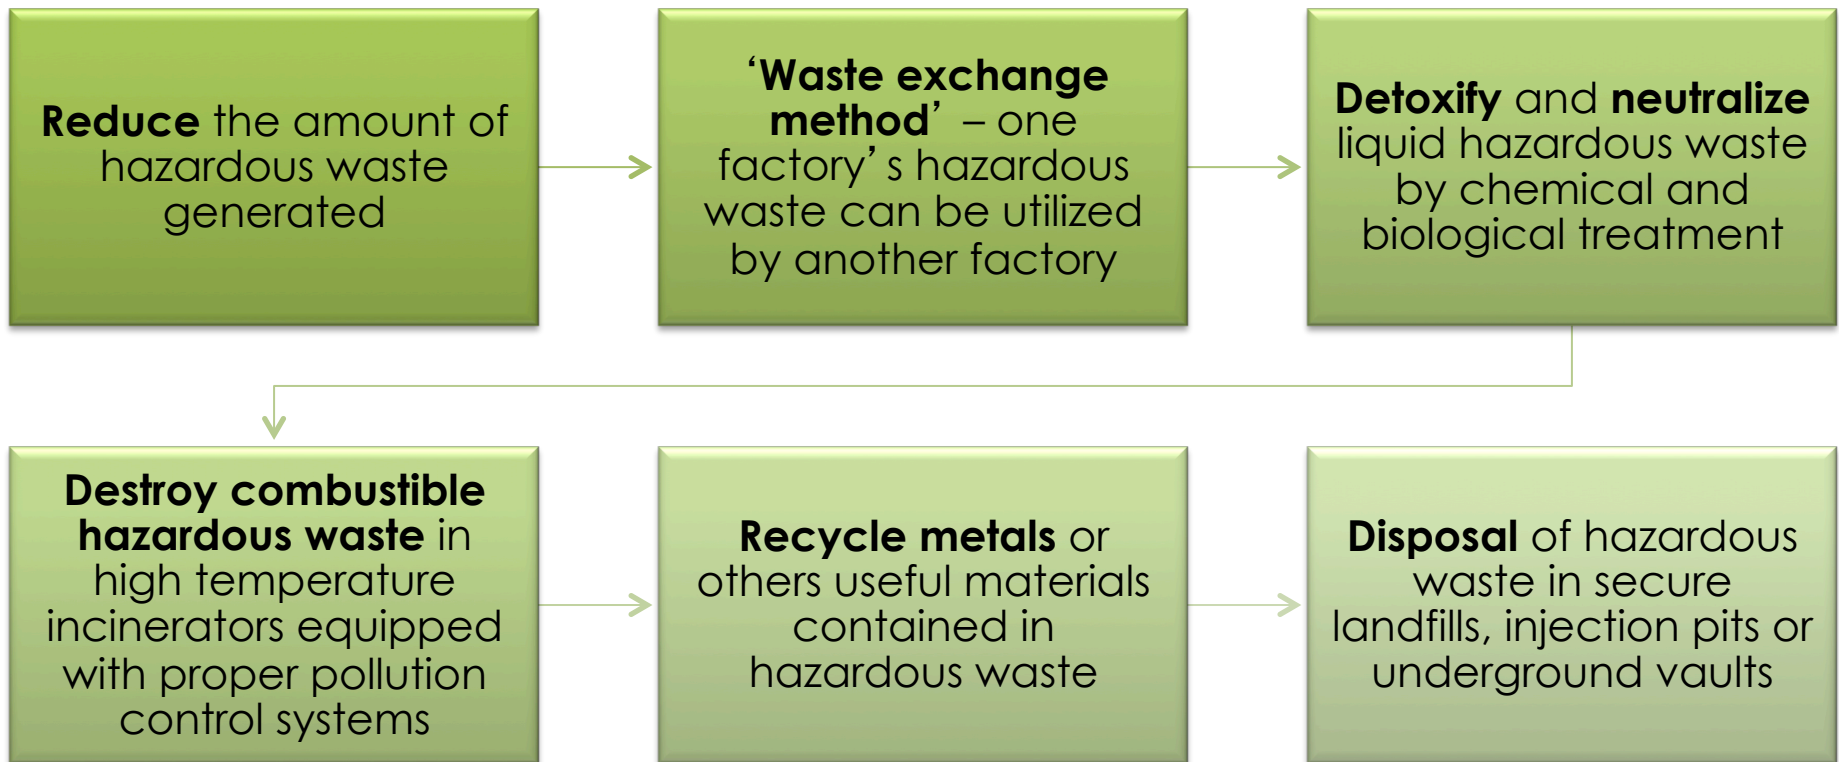 Reduce the amount of
hazardous waste
generated
‘Waste exchange
method’ – one
factory’s hazardous
waste can be utilized
by another factory
Detoxify and neutralize
liquid hazardous waste
by chemical and
biological treatment
Destroy combustible
hazardous waste in
high temperature
incinerators equipped
with proper pollution
control systems
Recycle metals or
others useful materials
contained in
hazardous waste
Disposal of hazardous
waste in secure
landfills, injection pits or
underground vaults